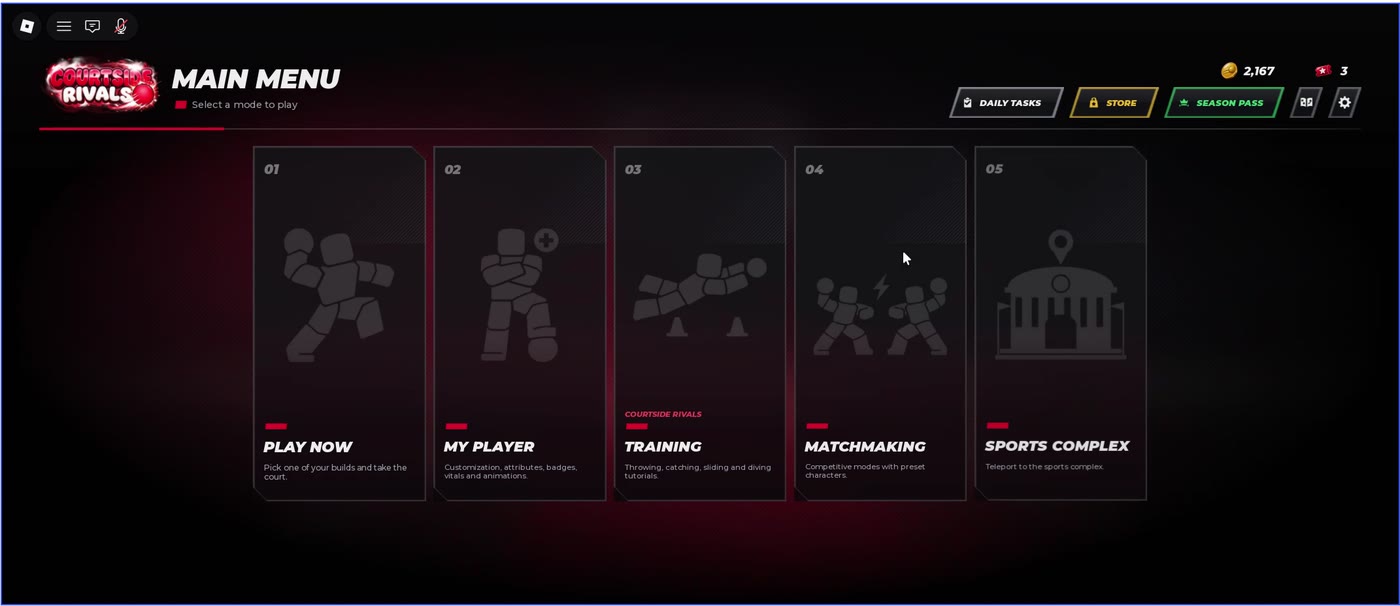 COURTSIDE
RIVALS
MAIN MENU
Select a mode to play
2,167
3
DAILY TASKS
STORE
SEASON PASS
01
PLAY NOW
Pick one of your builds and take the
court.
02
MY PLAYER
Customization, attributes, badges,
vitals and animations.
03
COURTSIDE RIVALS
TRAINING
Throwing, catching, sliding and diving
tutorials.
04
MATCHMAKING
Competitive modes with preset
characters.
05
SPORTS COMPLEX
Teleport to the sports complex.